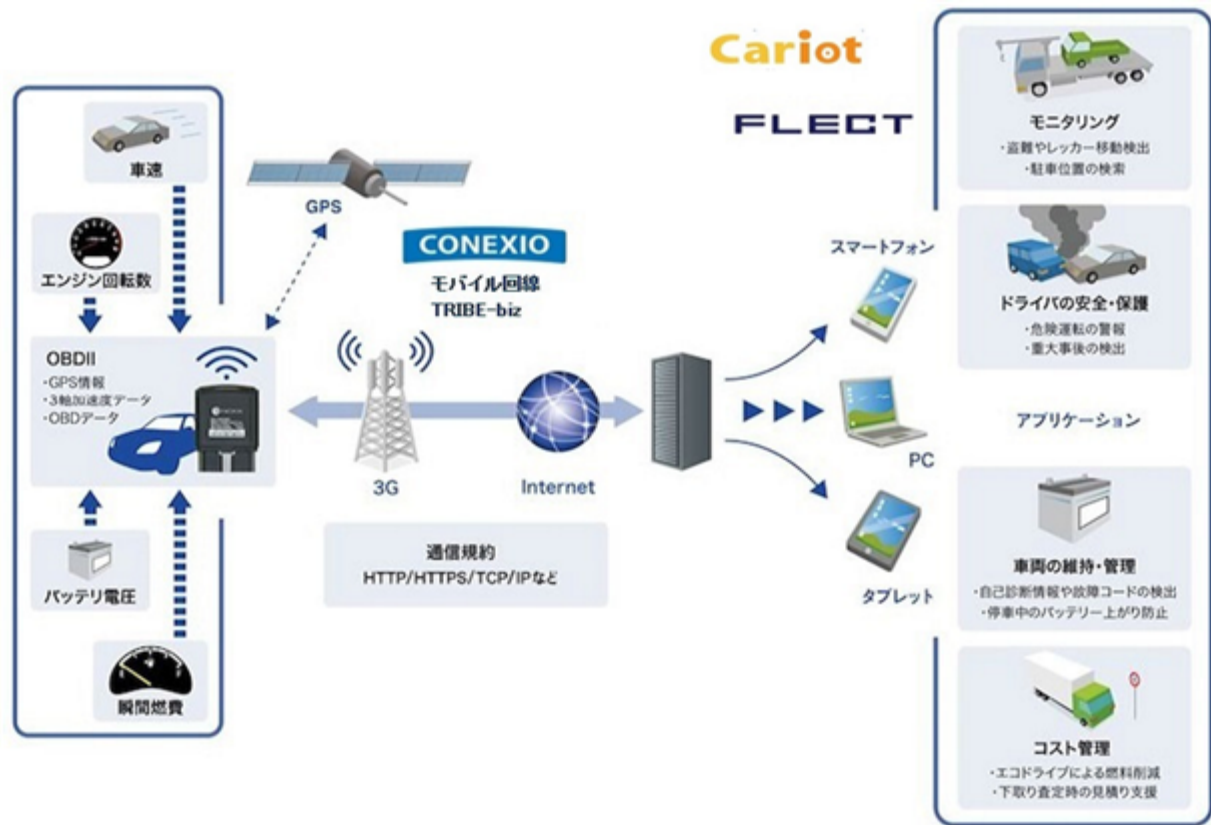 Cariot
FLECT
車速
エンジン回転数
OBDII
・GPS情報
・3軸加速度データ
・OBDデータ
バッテリ電圧
瞬間燃費
GPS
CONEXIO
モバイル回線
TRIBE-biz
3G
Internet
通信規約
HTTP/HTTPS/TCP/IPなど
スマートフォン
PC
タブレット
モニタリング
・盗難やレッカー移動検出
・駐車位置の検索
ドライバの安全・保護
・危険運転の警報
・重大事後の検出
アプリケーション
車両の維持・管理
・自己診断情報や故障コードの検出
・停車中のバッテリー上がり防止
コスト管理
・エコドライブによる燃料削減
・下取り査定時の見積り支援